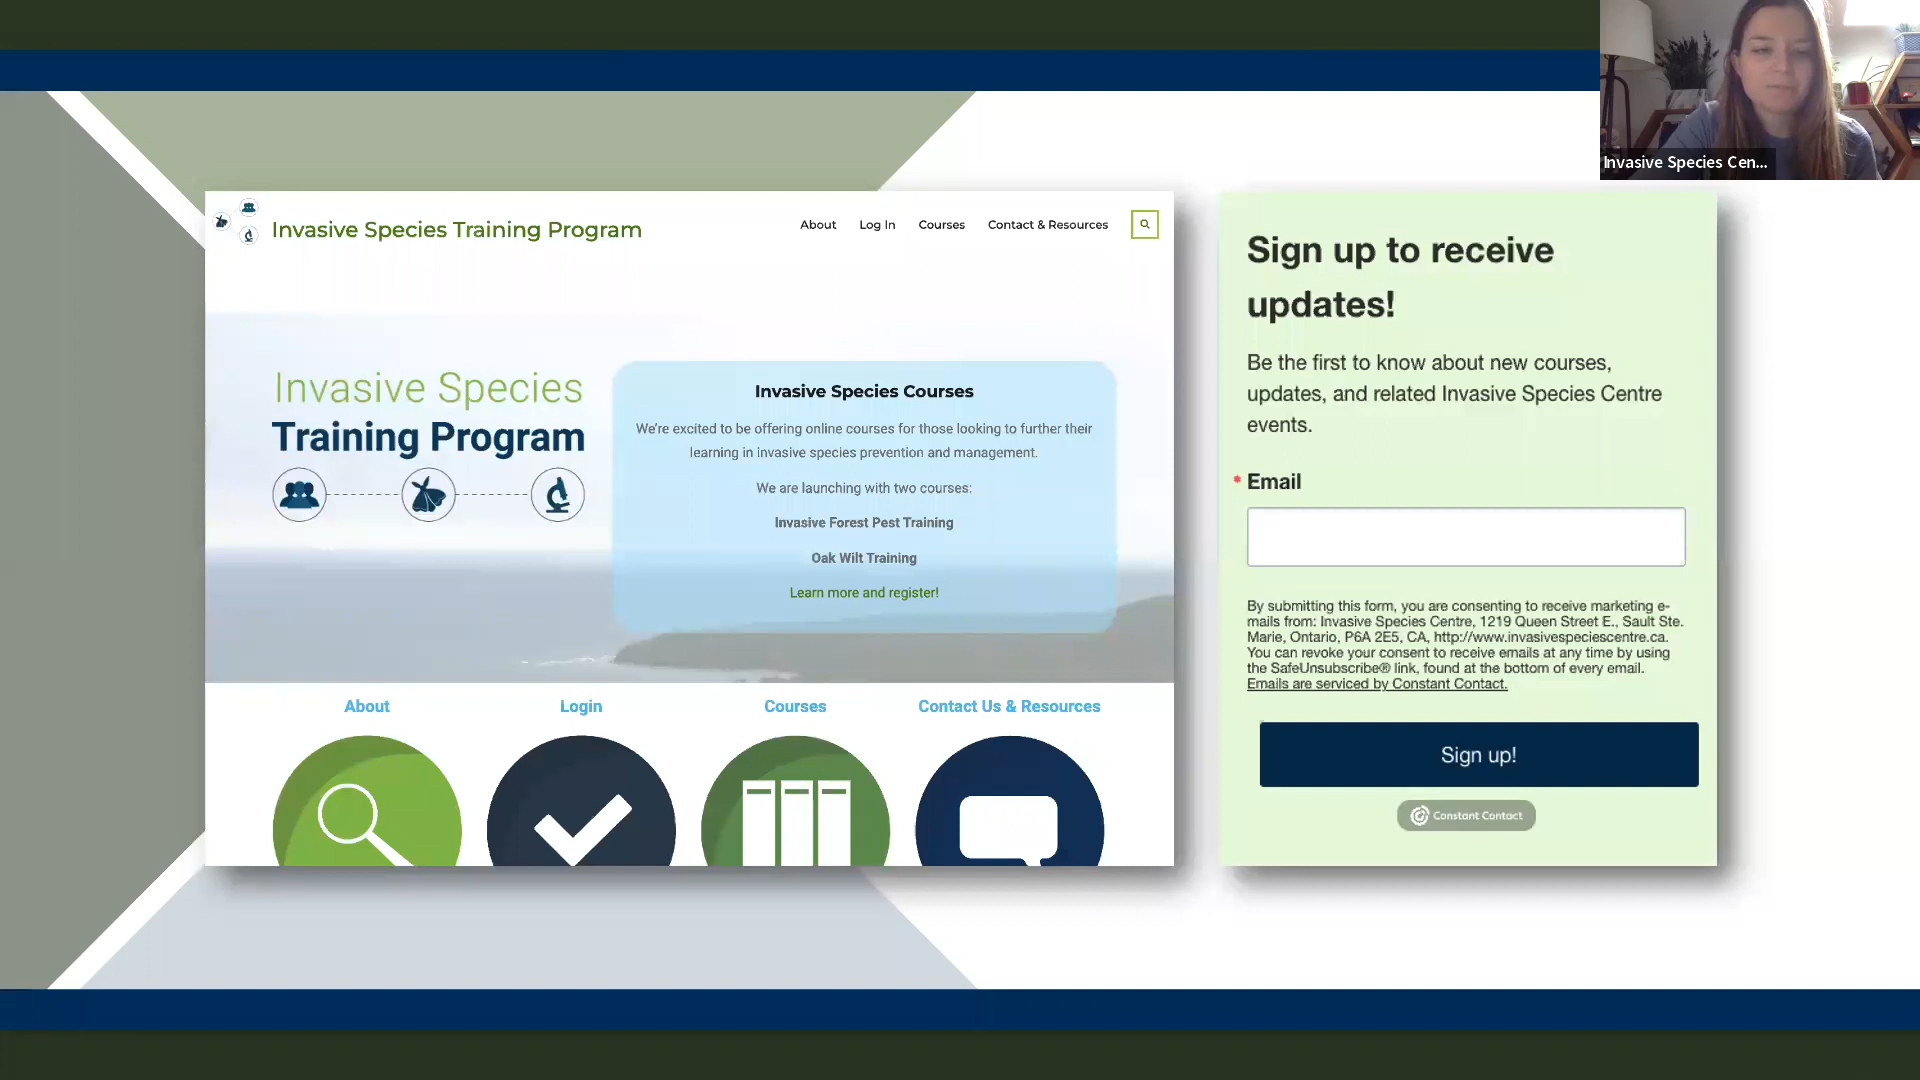 Invasive Species Cen...
Invasive Species Training Program
About
Log In
Courses
Contact & Resources
Invasive Species
Training Program
Invasive Species Courses
We're excited to be offering online courses for those looking to further their
learning in invasive species prevention and management.
We are launching with two courses:
Invasive Forest Pest Training
Oak Wilt Training
Learn more and register!
About
Login
Courses
Contact Us & Resources
Sign up to receive
updates!
Be the first to know about new courses,
updates, and related Invasive Species Centre
events.
* Email
By submitting this form, you are consenting to receive marketing e-
mails from: Invasive Species Centre, 1219 Queen Street E., Sault Ste.
Marie, Ontario, P6A 2E5, CA, http://www.invasivespeciescentre.ca.
You can revoke your consent to receive emails at any time by using
the SafeUnsubscribe® link, found at the bottom of every email.
Emails are serviced by Constant Contact.
Sign up!
Constant Contact